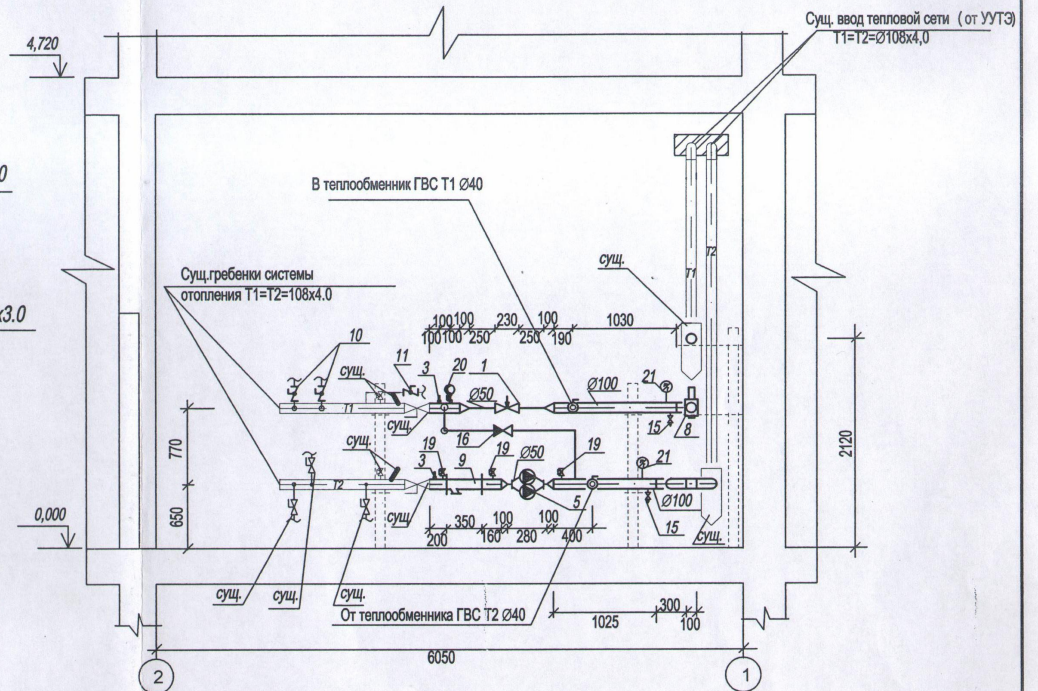 Сущ. ввод тепловой сети ( от УУТЭ)
Т1=Т2=Ø108х4,0
4,720
0
В теплообменник ГВС Т1 Ø40
Т1
Т2
сущ.
Сущ.гребенки системы
отопления Т1=Т2=108х4.0
х3.0
100 100 230 100 1030
100 100 250 250 190
10
11
сущ.
3
20
1
21
Ø100
Ø50
Т1
сущ.
15
8
16
770
2120
19
19
Ø50
19
21
сущ.
3
9
Т2
сущ.
5
Ø100
15
сущ.
650
0,000
350 100 100
200 160 280 400
сущ.
сущ.
сущ.
От теплообменника ГВС Т2 Ø40
300
1025
100
6050
2
1